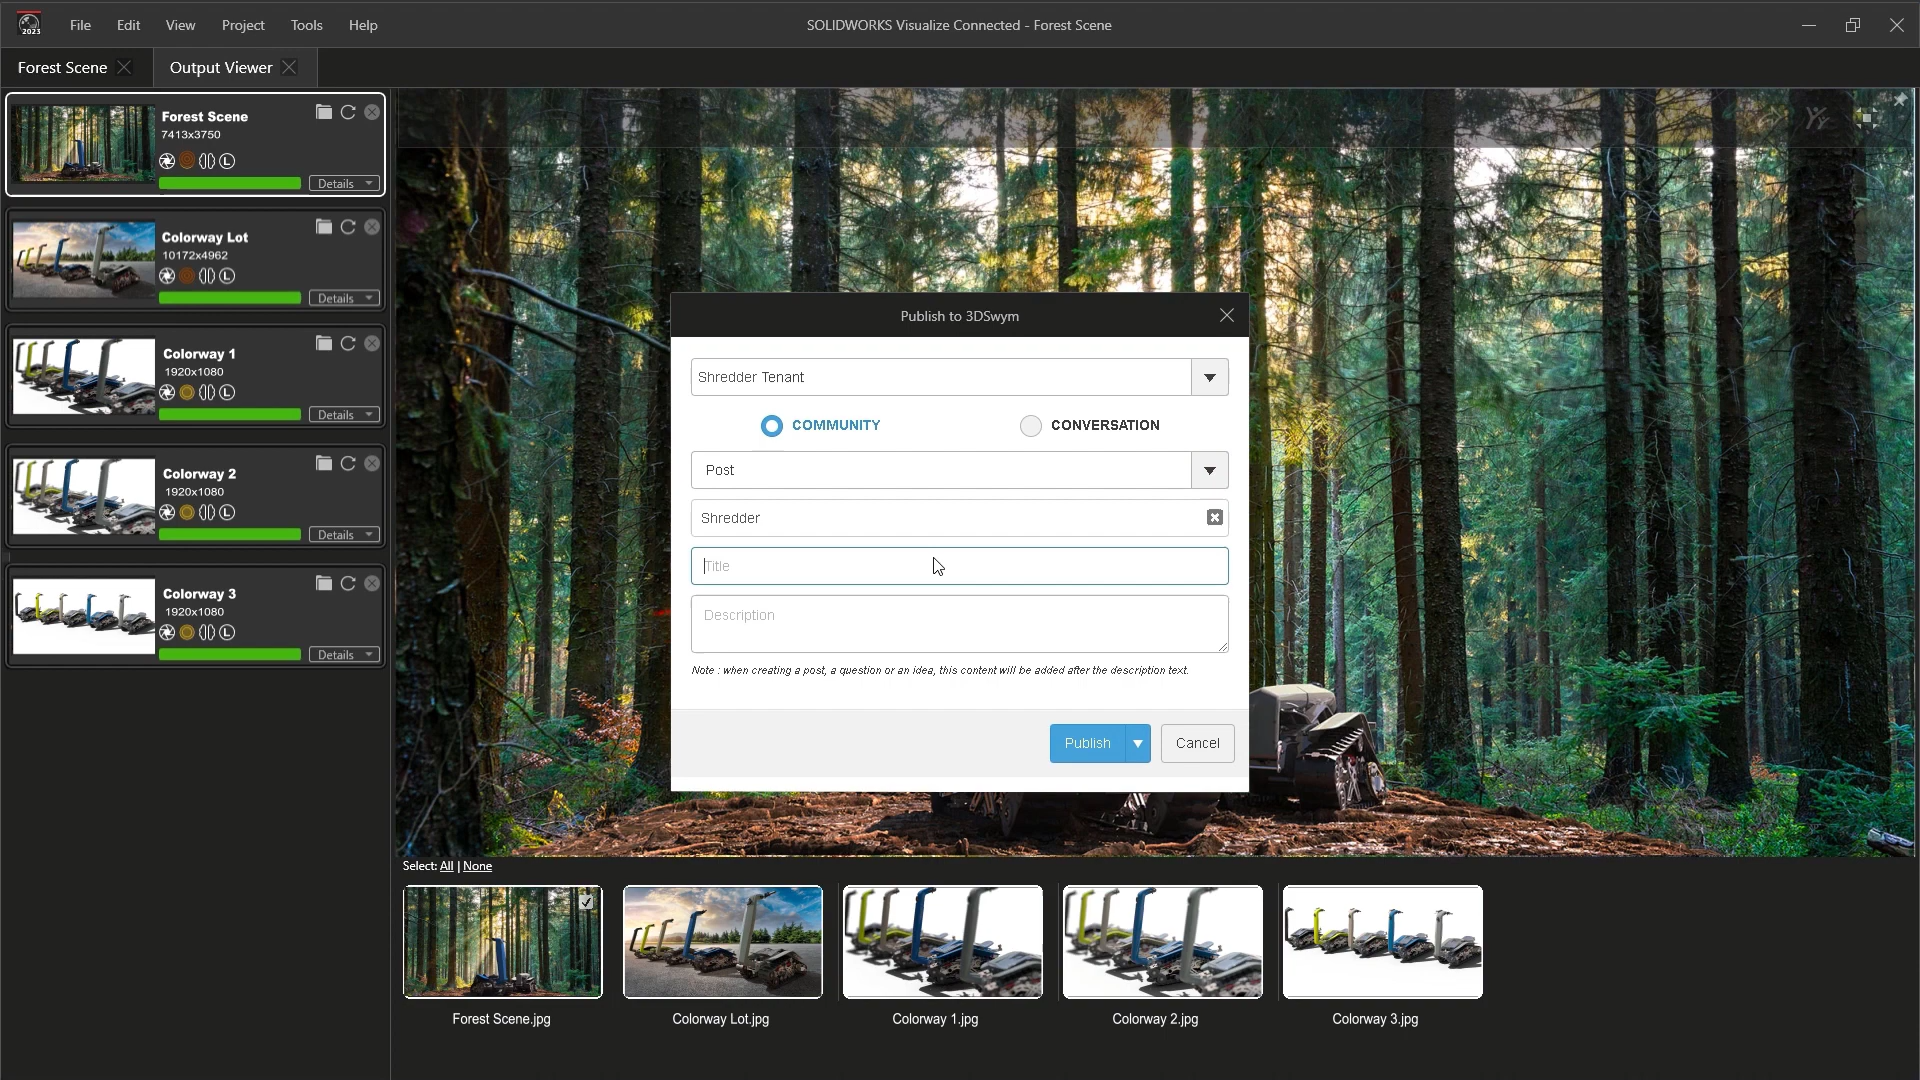 2023
File
Edit
View
Project
Tools
Help
SOLIDWORKS Visualize Connected - Forest Scene
Forest Scene
Output Viewer
Forest Scene
7413x3750
Details
Colorway Lot
10172x4962
Details
Colorway 1
1920x1080
Details
Colorway 2
1920x1080
Details
Colorway 3
1920x1080
Details
Publish to 3DSwym
Shredder Tenant
COMMUNITY
CONVERSATION
Post
Shredder
Title
Description
Note : when creating a post, a question or an idea, this content will be added after the description text.
Publish
Cancel
Select: All | None
Forest Scene.jpg
Colorway Lot.jpg
Colorway 1.jpg
Colorway 2.jpg
Colorway 3.jpg